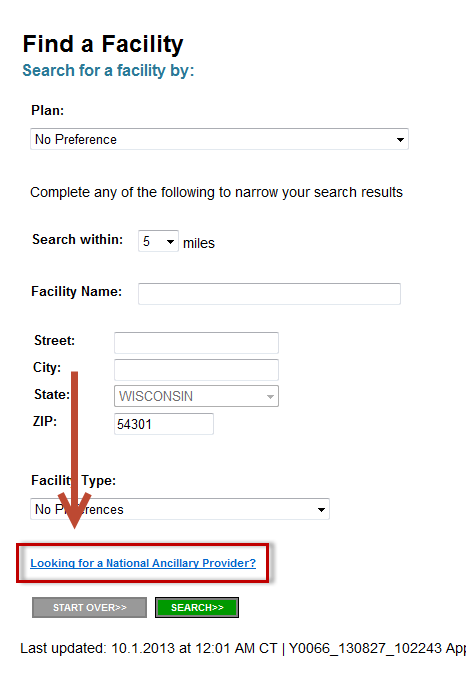 Find a Facility
Search for a facility by:
Plan:
No Preference
Complete any of the following to narrow your search results
Search within: 5 miles
Facility Name:
Street:
City:
State: WISCONSIN
ZIP: 54301
Facility Type:
No Preferences
Looking for a National Ancillary Provider?
START OVER>> SEARCH>>
Last updated: 10.1.2013 at 12:01 AM CT | Y0066_130827_102243 App